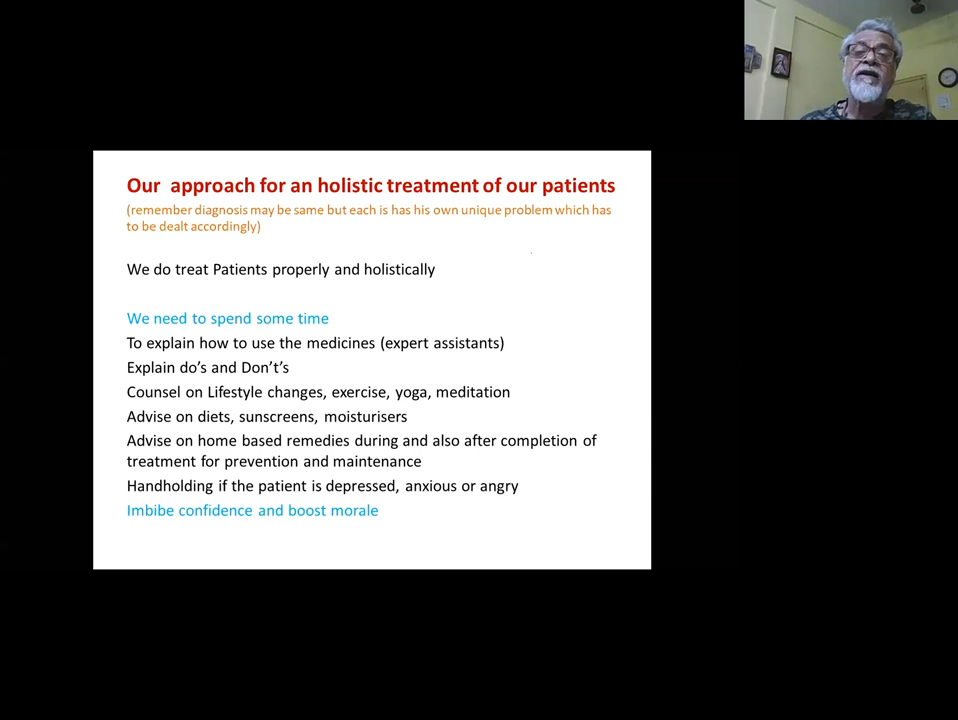 Our  approach for an holistic treatment of our patients
(remember diagnosis may be same but each is has his own unique problem which has
to be dealt accordingly)
We do treat Patients properly and holistically
We need to spend some time
To explain how to use the medicines (expert assistants)
Explain do’s and Don’t’s
Counsel on Lifestyle changes, exercise, yoga, meditation
Advise on diets, sunscreens, moisturisers
Advise on home based remedies during and also after completion of
treatment for prevention and maintenance
Handholding if the patient is depressed, anxious or angry
Imbibe confidence and boost morale